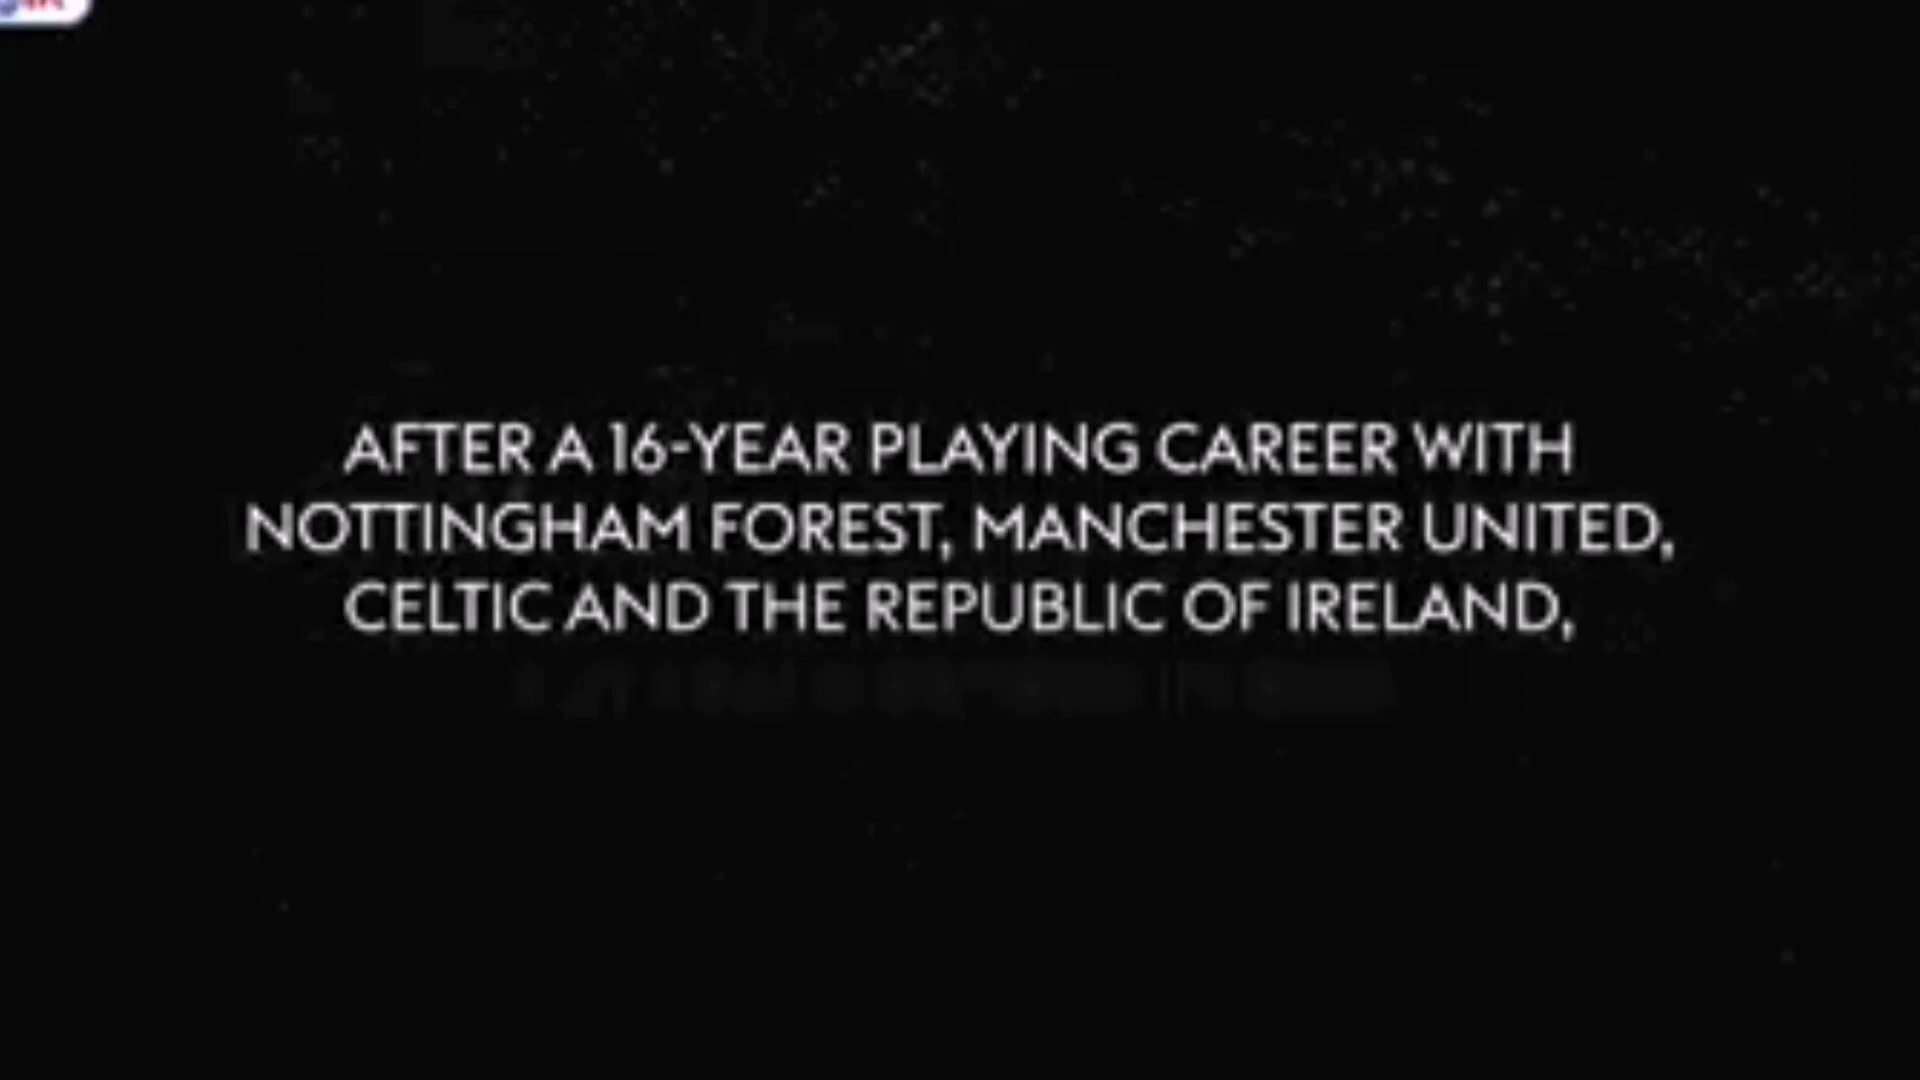 AFTER A 16-YEAR PLAYING CAREER WITH
NOTTINGHAM FOREST, MANCHESTER UNITED,
CELTIC AND THE REPUBLIC OF IRELAND,